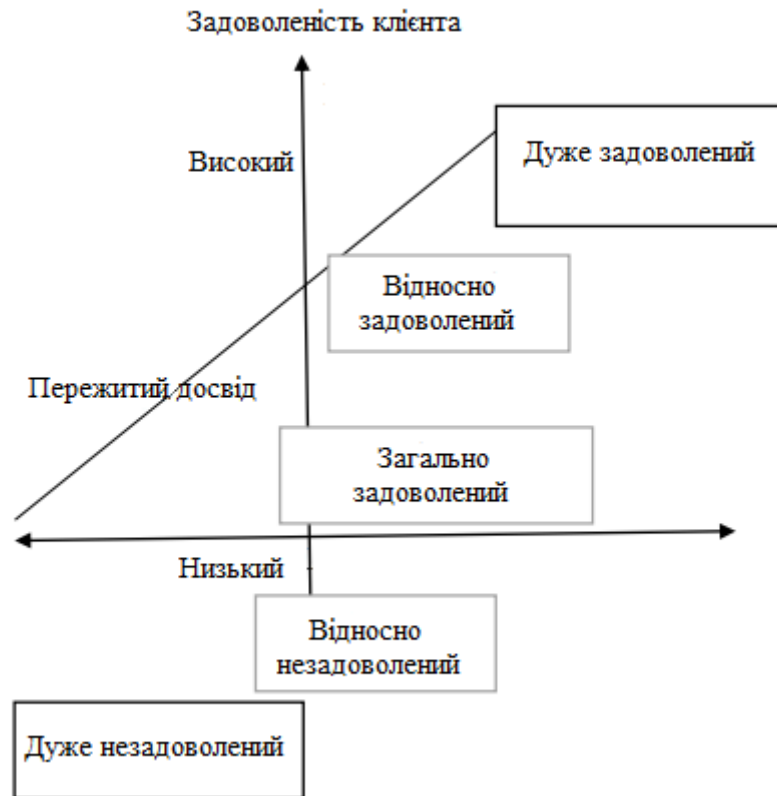 Задоволеність клієнта
Високий
Дуже задоволений
Відносно
задоволений
Пережитий досвід
Загально
задоволений
Низький
Відносно
незадоволений
Дуже незадоволений